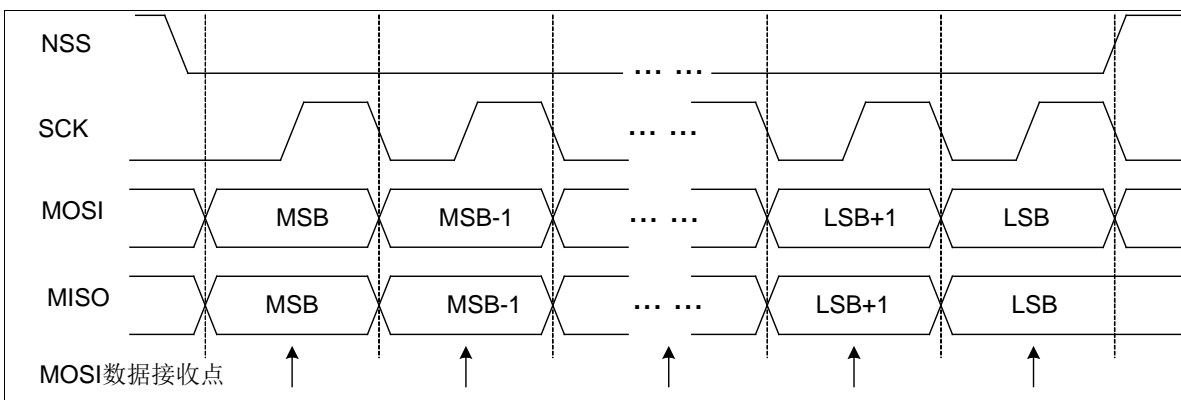 NSS
... ...
SCK
... ...
MOSI MSB MSB-1 ... ... LSB+1 LSB
MISO MSB MSB-1 ... ... LSB+1 LSB
MOSI数据接收点